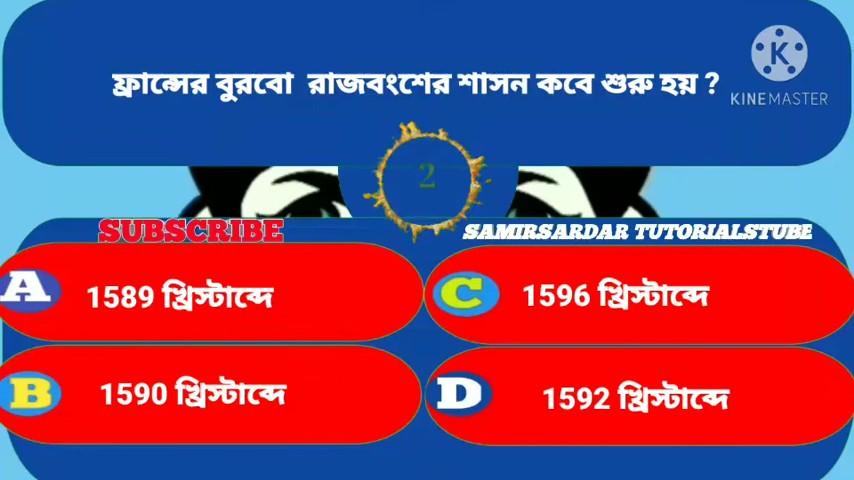 ফ্রান্সের বুরবো রাজবংশের শাসন কবে শুরু হয় ?
KINEMASTER
2
SUBSCRIBE
SAMIRSARDAR TUTORIALSTUBE
A 1589 খ্রিস্টাব্দে
C 1596 খ্রিস্টাব্দে
B 1590 খ্রিস্টাব্দে
D 1592 খ্রিস্টাব্দে